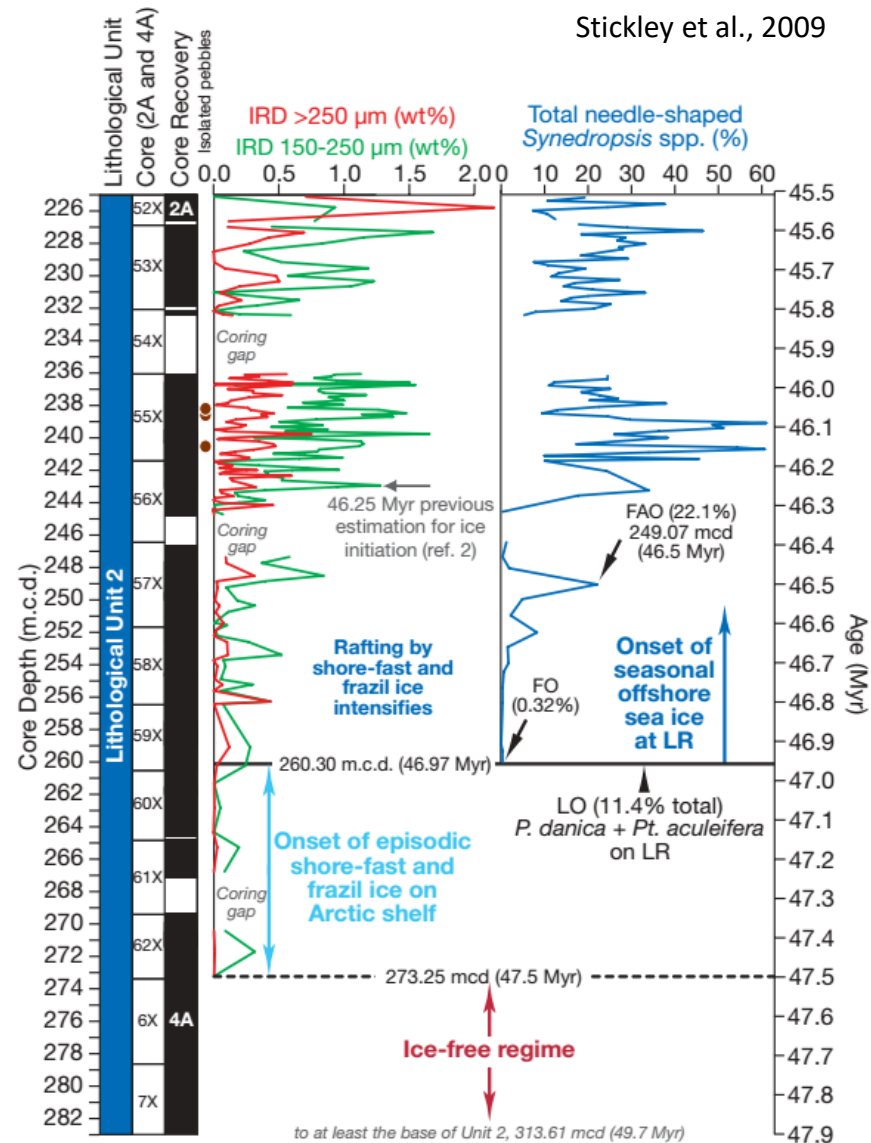 Stickley et al., 2009
Lithological Unit
Core (2A and 4A)
Core Recovery
Isolated pebbles
IRD >250 µm (wt%)
IRD 150-250 µm (wt%)
0.0 0.5 1.0 1.5 2.0
Total needle-shaped
Synedropsis spp. (%)
0 20 40 60
Core Depth (m.c.d.)
226
228
230
232
234
236
238
240
242
244
246
248
250
252
254
256
258
260
262
264
266
268
270
272
274
276
278
280
282
Lithological Unit 2
52X
53X
54X
55X
56X
57X
58X
59X
60X
61X
62X
6X
7X
2A
4A
Coring
gap
46.25 Myr previous
estimation for ice
initiation (ref. 2)
Coring
gap
FAO (22.1%)
249.07 mcd
(46.5 Myr)
Rafting by
shore-fast and
frazil ice
intensifies
FO
(0.32%)
Onset of
seasonal
offshore
sea ice
at LR
260.30 m.c.d. (46.97 Myr)
LO (11.4% total)
P. danica + Pt. aculeifera
on LR
Onset of episodic
shore-fast and
frazil ice on
Arctic shelf
Coring
gap
273.25 mcd (47.5 Myr)
Ice-free regime
to at least the base of Unit 2, 313.61 mcd (49.7 Myr)
45.5
45.6
45.7
45.8
45.9
46.0
46.1
46.2
46.3
46.4
46.5
46.6
46.7
46.8
46.9
47.0
47.1
47.2
47.3
47.4
47.5
47.6
47.7
47.8
47.9
Age (Myr)